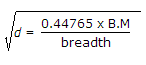 √d = 0.44765 x B.M
breadth